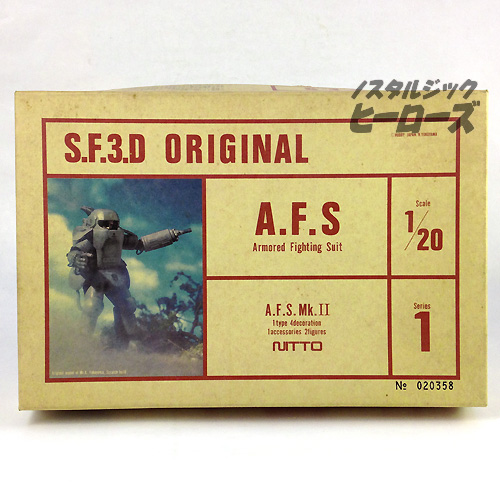 ノスタルジック
ヒーローズ
S.F.3.D ORIGINAL
A.F.S
Armored Fighting Suit
Scale
1/20
A.F.S.Mk.II
1type 4decoration
1accessories 2figures
NITTO
Series
1
№ 020358